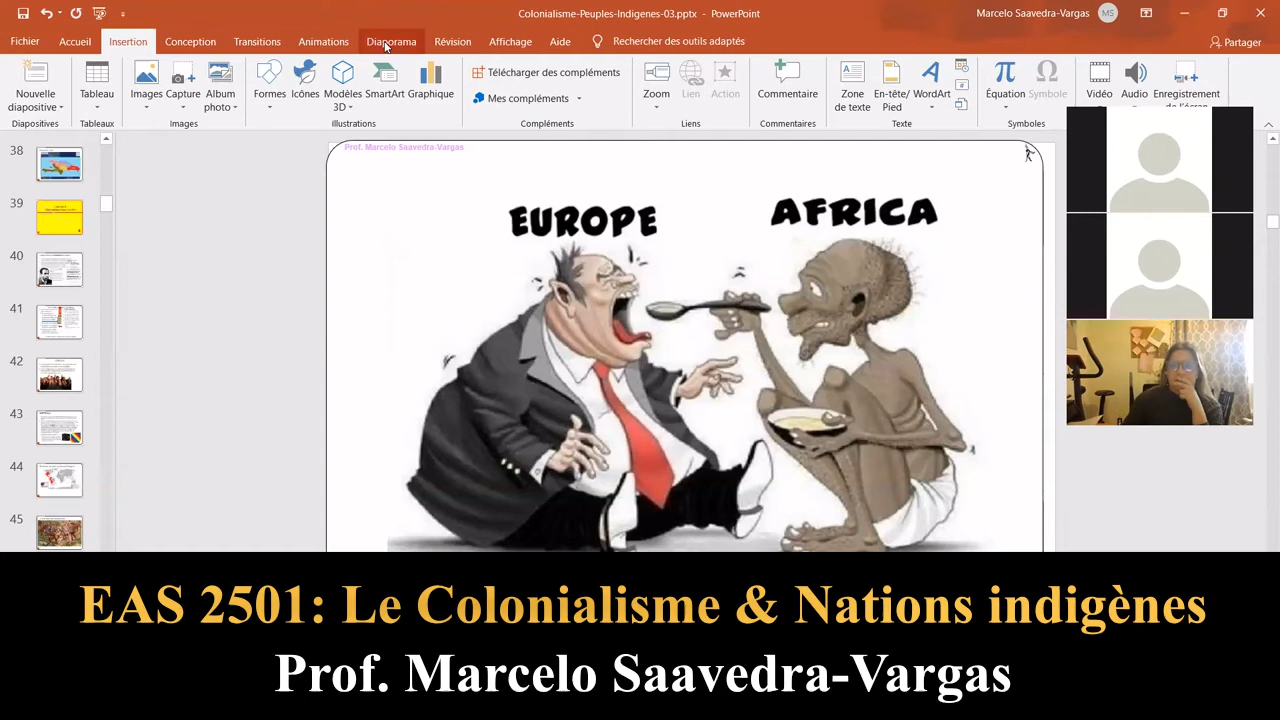 Colonialisme-Peuples-Indigenes-03.pptx - PowerPoint
Marcelo Saavedra-Vargas MS
Fichier Accueil Insertion Conception Transitions Animations Diaporama Révision Affichage Aide Rechercher des outils adaptés Partager
Nouvelle diapositive
Diapositives
Tableau
Tableaux
Images Capture Album photo
Images
Formes Icônes Modèles 3D SmartArt Graphique
Illustrations
Télécharger des compléments
Mes compléments
Compléments
Zoom Lien Action
Liens
Commentaire
Commentaires
Zone de texte En-tête/ Pied WordArt
Texte
Équation Symbole
Symboles
Vidéo Audio Enregistrement de l'écran
38
39
40
41
42
43
44
45
Prof. Marcelo Saavedra-Vargas
EUROPE AFRICA
EAS 2501: Le Colonialisme & Nations indigènes
Prof. Marcelo Saavedra-Vargas